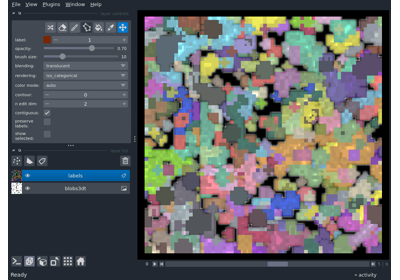 File View Plugins Window Help
label: 1
opacity: 0.70
brush size: 10
blending: translucent
rendering: iso_categorical
color mode: auto
contour: 0
n edit dim: 2
contiguous:
preserve
labels:
show
selected:
labels
blobs3dt
Ready
activity